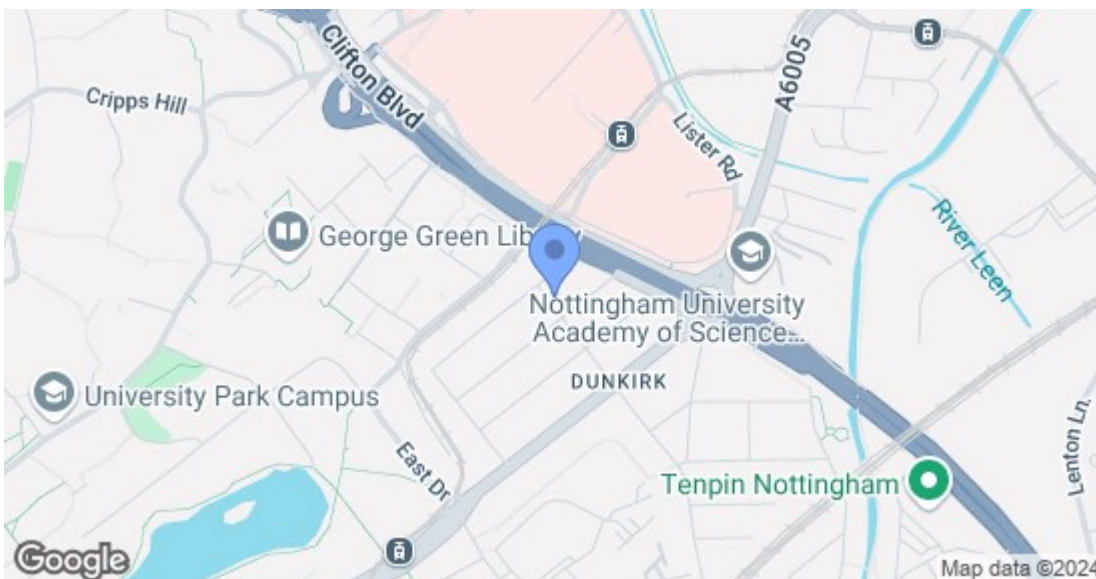 Clifton Blvd
Cripps Hill
A6005
Lister Rd
George Green Lib
River Leen
Nottingham University
Academy of Science...
DUNKIRK
University Park Campus
East Dr
Tenpin Nottingham
Lenton Ln.
Google
Map data ©2024